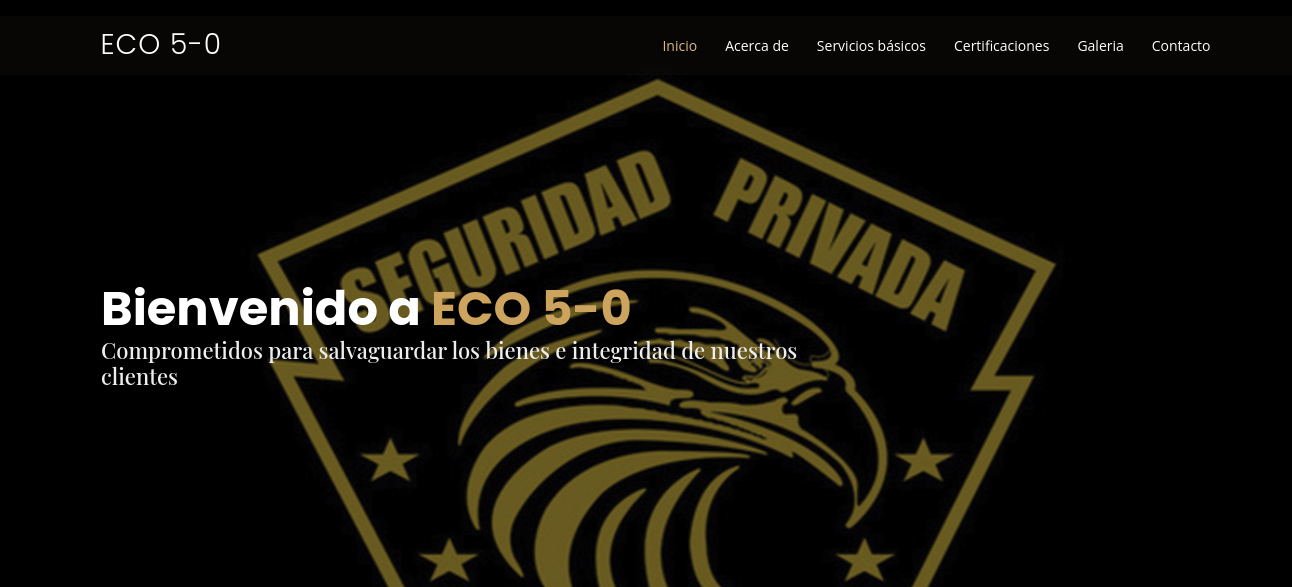 ECO 5-0
Inicio Acerca de Servicios básicos Certificaciones Galeria Contacto
SEGURIDAD PRIVADA
Bienvenido a ECO 5-0
Comprometidos para salvaguardar los bienes e integridad de nuestros
clientes